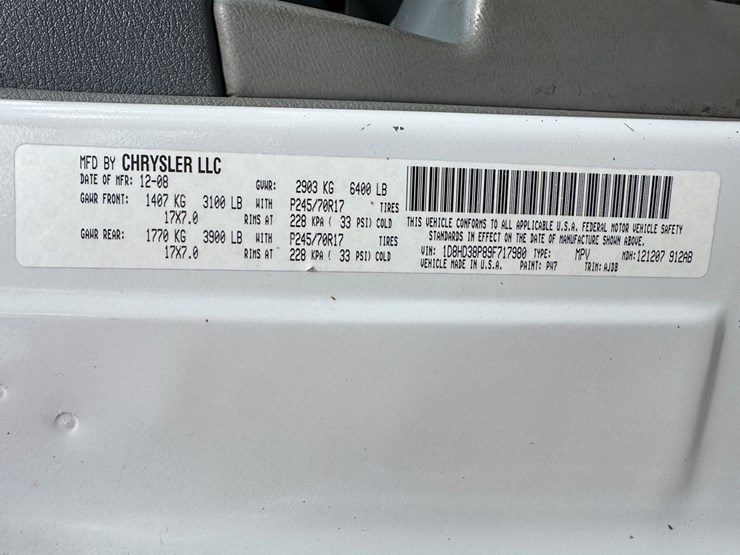 MFD BY CHRYSLER LLC
DATE OF MFR: 12-08 GVWR: 2903 KG 6400 LB
GAWR FRONT: 1407 KG 3100 LB WITH P245/70R17 TIRES
17X7.0 RIMS AT 228 KPA ( 33 PSI) COLD
GAWR REAR: 1770 KG 3900 LB WITH P245/70R17 TIRES
17X7.0 RIMS AT 228 KPA ( 33 PSI) COLD
THIS VEHICLE CONFORMS TO ALL APPLICABLE U.S.A. FEDERAL MOTOR VEHICLE SAFETY
STANDARDS IN EFFECT ON THE DATE OF MANUFACTURE SHOWN ABOVE.
VIN: 1D8HD38P89F717980 TYPE: MPV MDH:121207 912AB
VEHICLE MADE IN U.S.A. PAINT: PW7 TRIM: AJDB